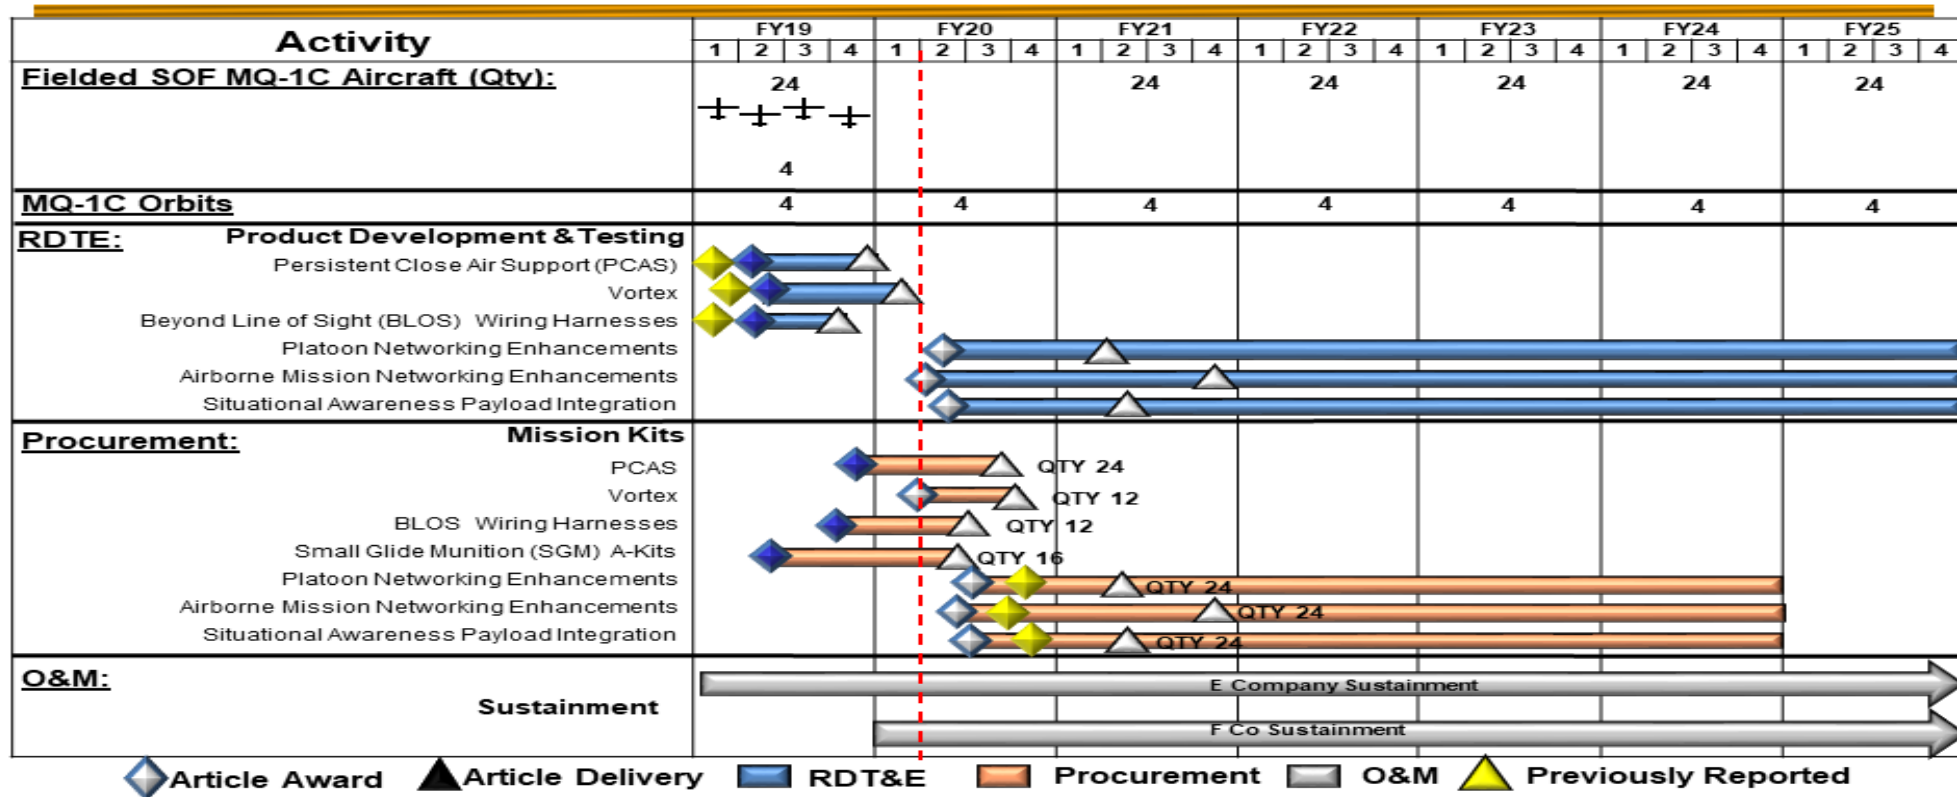 FY19 FY20 FY21 FY22 FY23 FY24 FY25
Activity
1 2 3 4 1 2 3 4 1 2 3 4 1 2 3 4 1 2 3 4 1 2 3 4 1 2 3 4
Fielded SOF MQ-1C Aircraft (Qty):
24 24 24 24 24 24
4
MQ-1C Orbits 4 4 4 4 4 4 4
RDTE: Product Development & Testing
Persistent Close Air Support (PCAS)
Vortex
Beyond Line of Sight (BLOS) Wiring Harnesses
Platoon Networking Enhancements
Airborne Mission Networking Enhancements
Situational Awareness Payload Integration
Procurement: Mission Kits
PCAS QTY 24
Vortex QTY 12
BLOS Wiring Harnesses QTY 12
Small Glide Munition (SGM) A-Kits QTY 16
Platoon Networking Enhancements QTY 24
Airborne Mission Networking Enhancements QTY 24
Situational Awareness Payload Integration QTY 24
O&M: E Company Sustainment
Sustainment
F Co Sustainment
Article Award Article Delivery RDT&E Procurement O&M Previously Reported